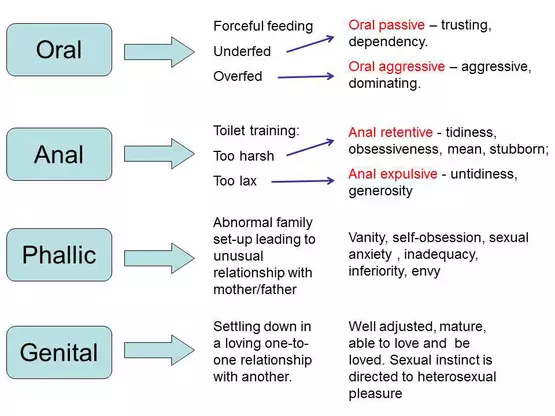 Oral
Forceful feeding
Underfed
Overfed
Oral passive – trusting,
dependency.
Oral aggressive – aggressive,
dominating.
Anal
Toilet training:
Too harsh
Too lax
Anal retentive - tidiness,
obsessiveness, mean, stubborn;
Anal expulsive - untidiness,
generosity
Phallic
Abnormal family
set-up leading to
unusual
relationship with
mother/father
Vanity, self-obsession, sexual
anxiety , inadequacy,
inferiority, envy
Genital
Settling down in
a loving one-to-
one relationship
with another.
Well adjusted, mature,
able to love and be
loved. Sexual instinct is
directed to heterosexual
pleasure